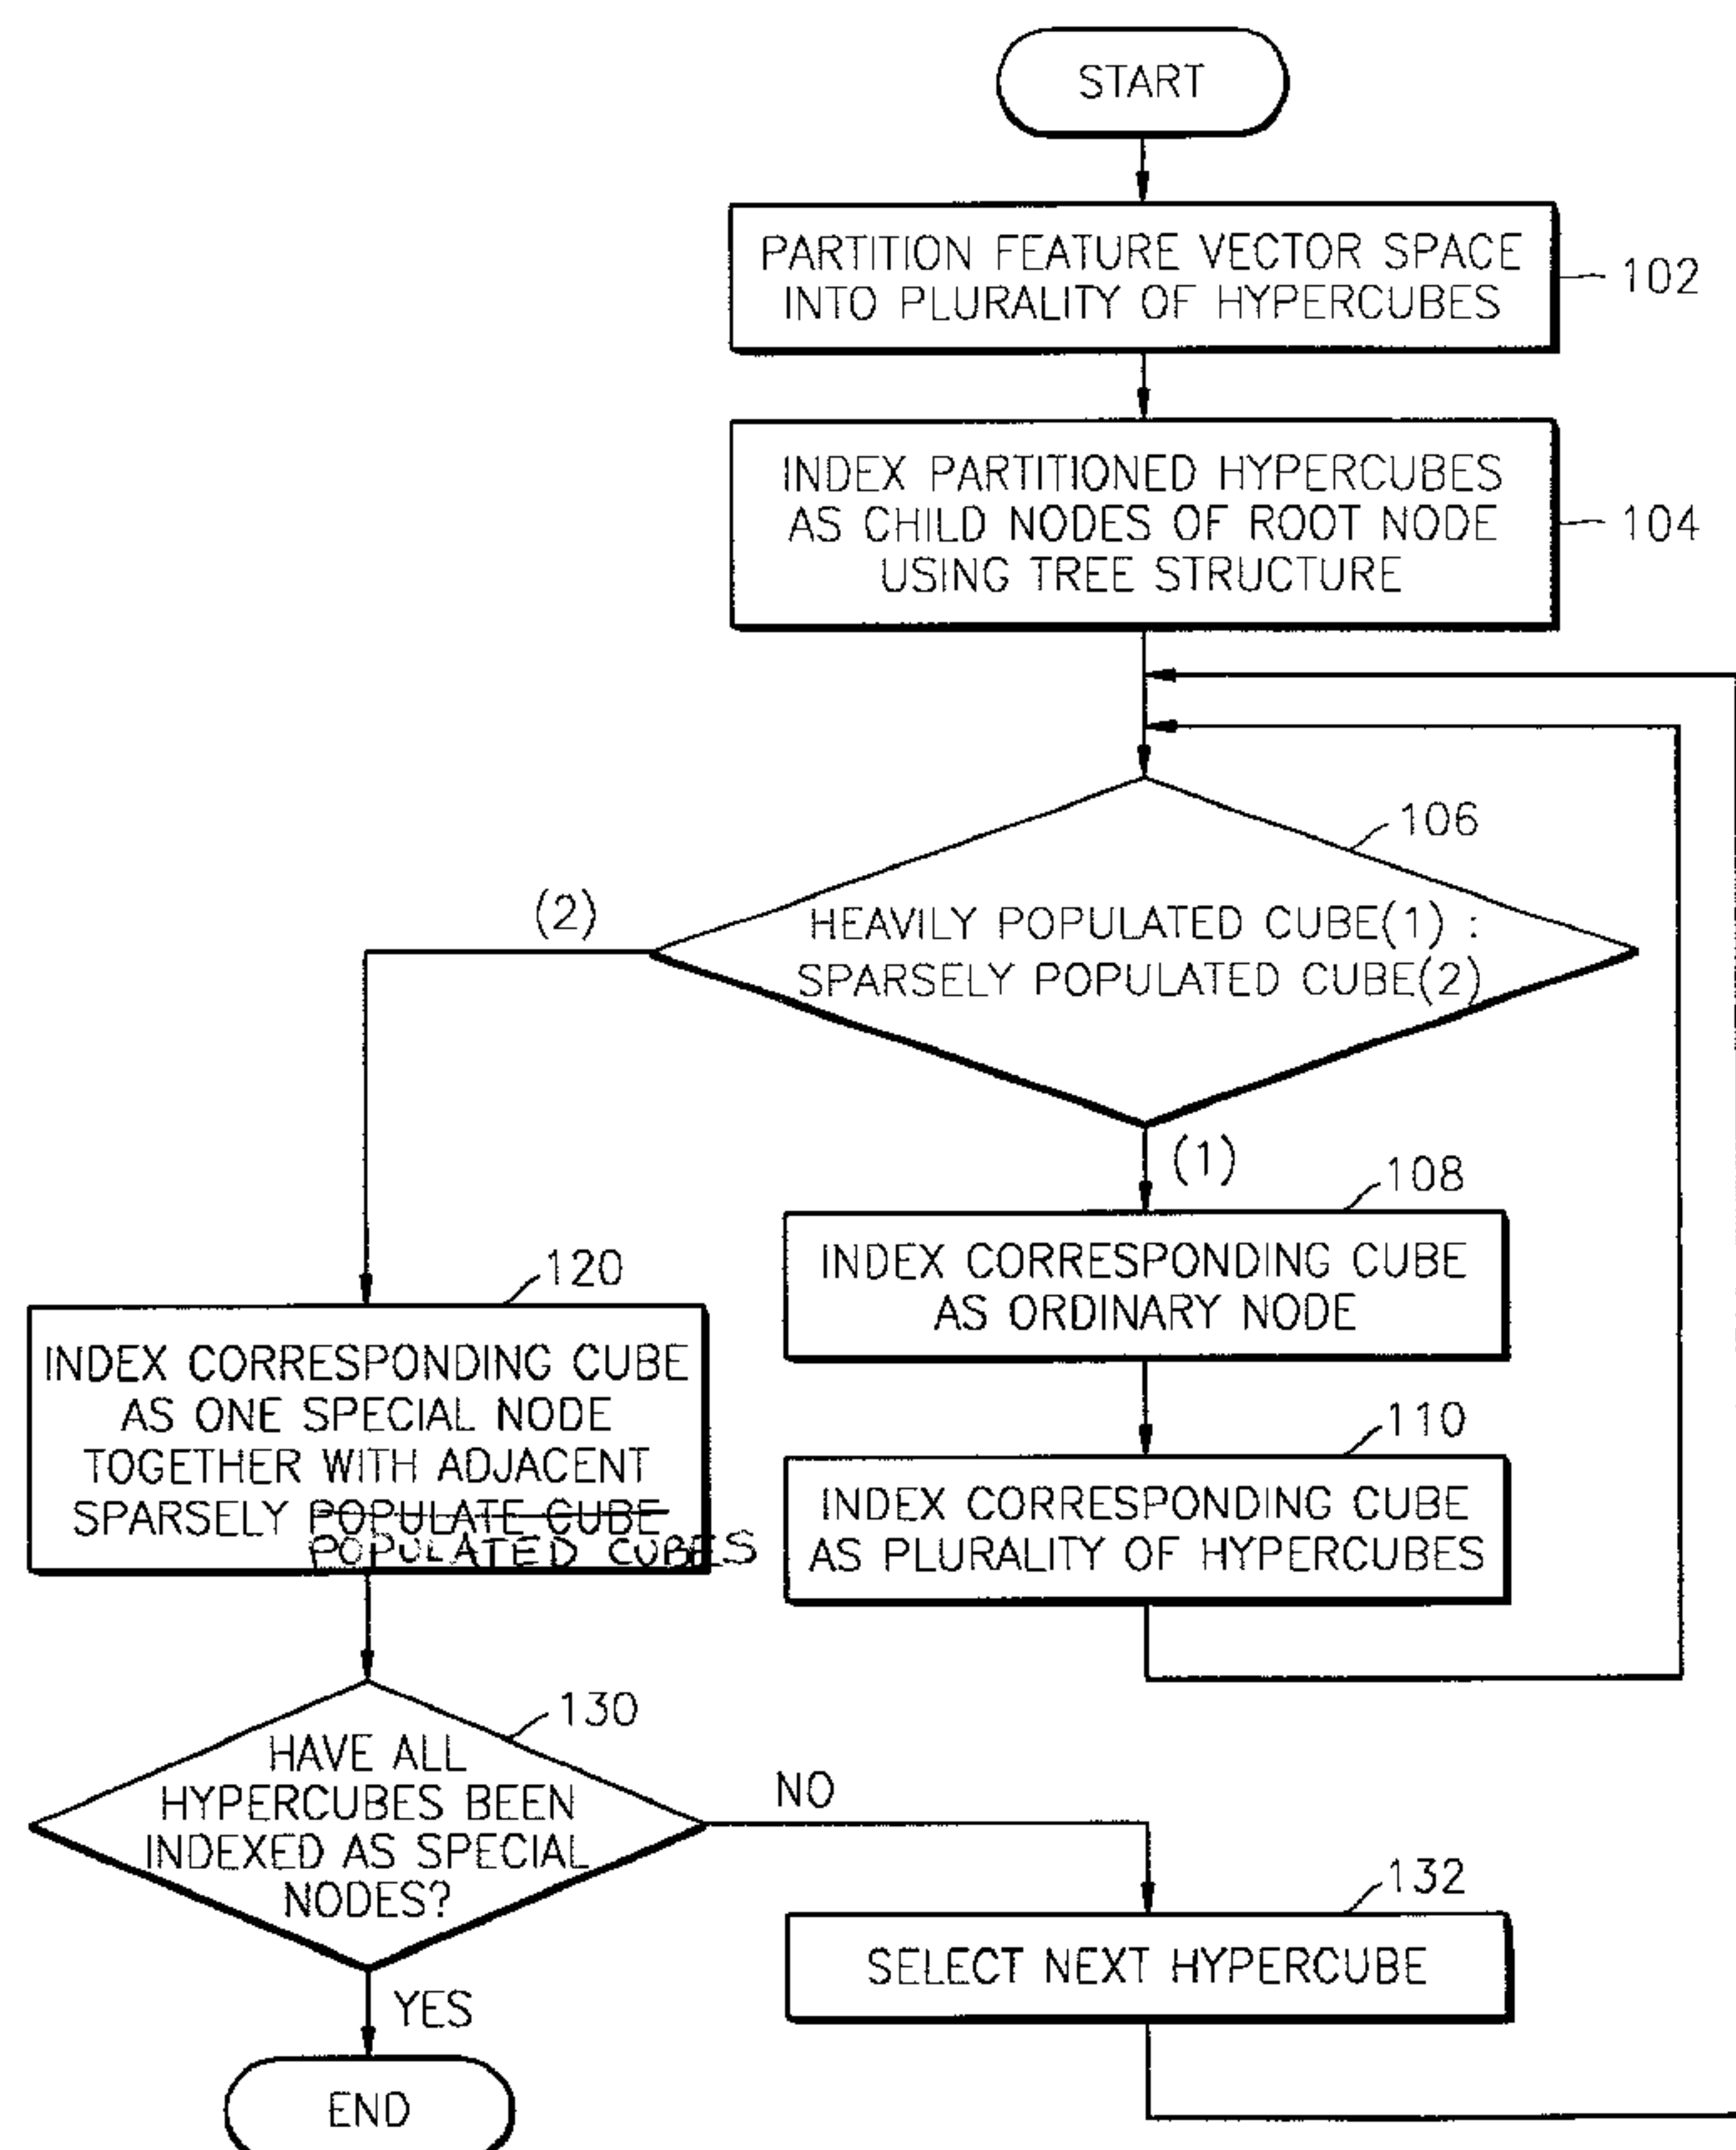 START
PARTITION FEATURE VECTOR SPACE
INTO PLURALITY OF HYPERCUBES
102
INDEX PARTITIONED HYPERCUBES
AS CHILD NODES OF ROOT NODE
USING TREE STRUCTURE
104
106
HEAVILY POPULATED CUBE(1) :
SPARSELY POPULATED CUBE(2)
(2)
(1)
108
INDEX CORRESPONDING CUBE
AS ORDINARY NODE
110
INDEX CORRESPONDING CUBE
AS PLURALITY OF HYPERCUBES
120
INDEX CORRESPONDING CUBE
AS ONE SPECIAL NODE
TOGETHER WITH ADJACENT
SPARSELY POPULATE CUBE
POPULATED CUBES
130
HAVE ALL
HYPERCUBES BEEN
INDEXED AS SPECIAL
NODES?
NO
132
SELECT NEXT HYPERCUBE
YES
END